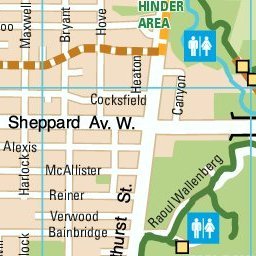 HINDER
AREA
Maxwell
Bryant
Hove
Heaton
Canyon
Cocksfield
Sheppard Av. W.
Alexis
Harlock
McAllister
Reiner
Verwood
Bainbridge
hurst St.
Raoul Wallenberg
lock